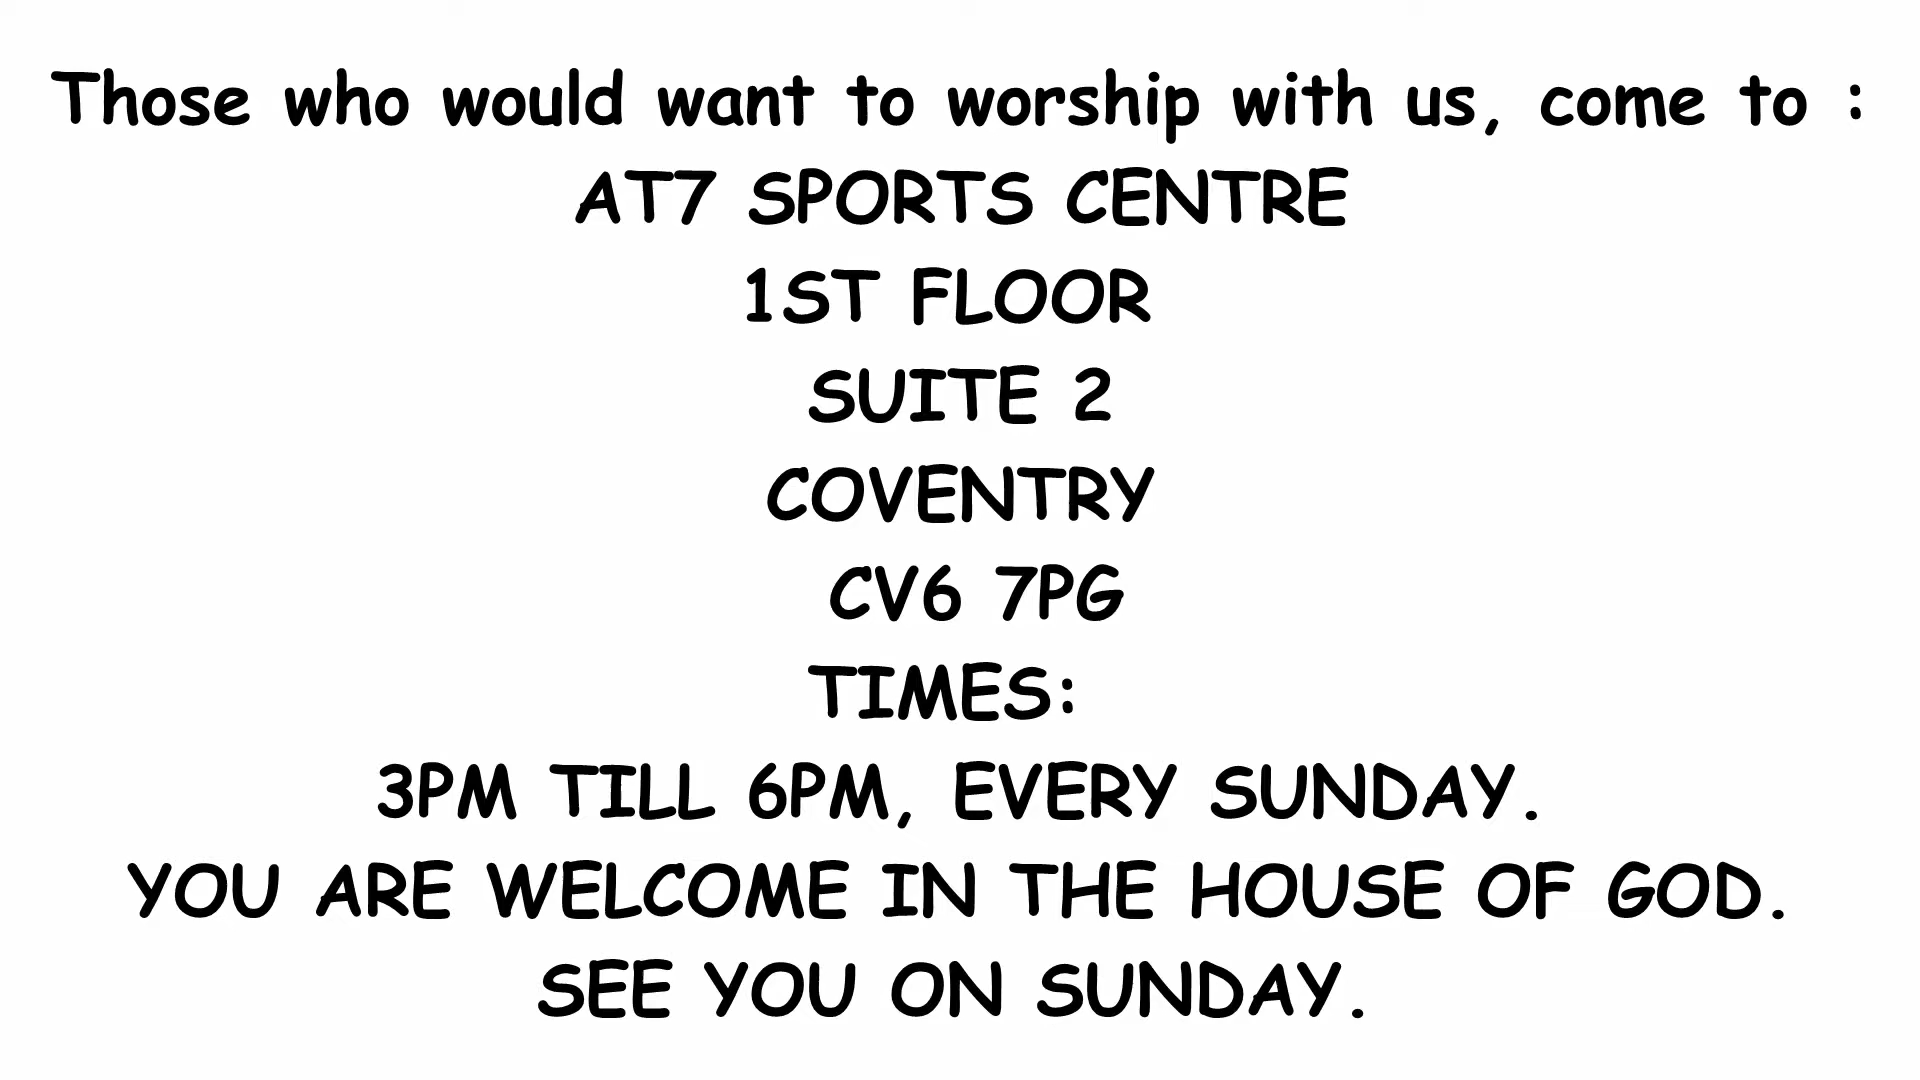 Those who would want to worship with us, come to :
AT7 SPORTS CENTRE
1ST FLOOR
SUITE 2
COVENTRY
CV6 7PG
TIMES:
3PM TILL 6PM, EVERY SUNDAY.
YOU ARE WELCOME IN THE HOUSE OF GOD.
SEE YOU ON SUNDAY.